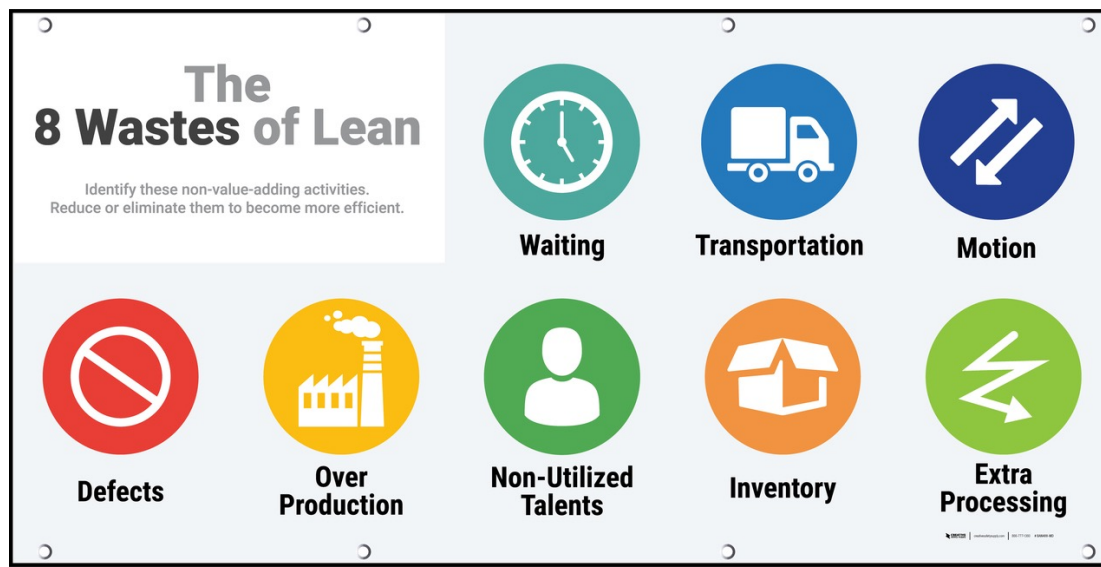 The
8 Wastes of Lean
Identify these non-value-adding activities.
Reduce or eliminate them to become more efficient.
Waiting
Transportation
Motion
Defects
Over
Production
Non-Utilized
Talents
Inventory
Extra
Processing
CREATIVE